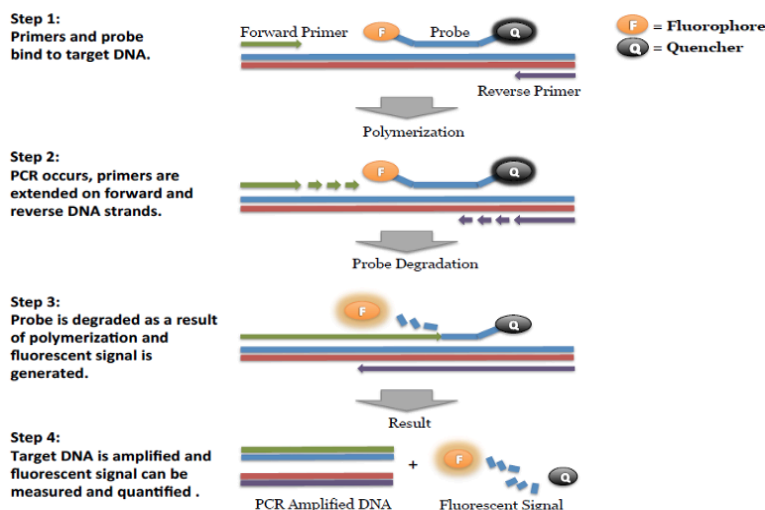 Step 1:
Primers and probe
bind to target DNA.
Forward Primer
F
Probe
Q
F = Fluorophore
Q = Quencher
Reverse Primer
Polymerization
Step 2:
PCR occurs, primers are
extended on forward and
reverse DNA strands.
F
Q
Probe Degradation
Step 3:
Probe is degraded as a result
of polymerization and
fluorescent signal is
generated.
F
Q
Result
Step 4:
Target DNA is amplified and
fluorescent signal can be
measured and quantified .
+
F
Q
PCR Amplified DNA
Fluorescent Signal